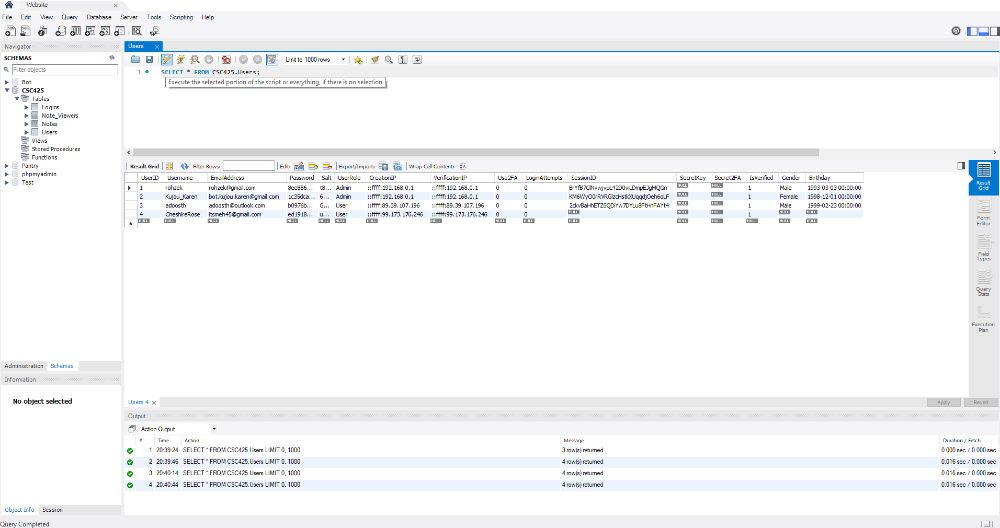 Website
File Edit View Query Database Server Tools Scripting Help
Navigator
SCHEMAS
Filter objects
Bot
CSC425
Tables
Logins
Note_Viewers
Notes
Users
Views
Stored Procedures
Functions
Pantry
phpmyadmin
Test
Administration Schemas
Information
No object selected
Object Info Session
Query Completed
Users
Limit to 1000 rows
1 SELECT * FROM CSC425.Users;
Execute the selected portion of the script or everything, if there is no selection
Result Grid Filter Rows: Edit: Export/Import: Wrap Cell Content:
UserID Username EmailAddress Password Salt UserRole CreationIP VerificationIP Use2FA LoginAttempts SessionID SecretKey Secret2FA IsVerified Gender Birthday
1 rohzek rohzek@gmail.com 8ee886... t8... Admin ::ffff:192.168.0.1 ::ffff:192.168.0.1 0 0 BrYfB7GlNvwjvpc42D0viLDmpEJgMQGn NULL NULL 1 Male 1993-03-03 00:00:00
2 Kujou_Karen bot.kujou.karen@gmail.com 1c35dca... 6... Admin ::ffff:192.168.0.1 ::ffff:192.168.0.1 0 0 KM6WyO0rRVRGlzcHstkXUqqdjOeh6oLF NULL NULL 1 Female 1998-12-01 00:00:00
3 adoosth adoosth@outlook.com b0976b... G... User ::ffff:89.39.107.196 ::ffff:89.39.107.196 0 0 2ckvBaHhETZSQDiYw7DYLu8FtHnFAYt4 NULL NULL 1 Male 1999-02-23 00:00:00
4 CheshireRose itsmeh45@gmail.com ed1918... u... User ::ffff:99.173.176.246 ::ffff:99.173.176.246 0 0 NULL NULL NULL 1 NULL NULL
NULL NULL NULL NULL NULL NULL NULL NULL NULL NULL NULL NULL NULL NULL NULL NULL
Result
Grid
Form
Editor
Field
Types
Query
Stats
Execution
Plan
Users 4
Apply Revert
Output
Action Output
# Time Action Message Duration / Fetch
1 20:39:24 SELECT * FROM CSC425.Users LIMIT 0, 1000 3 row(s) returned 0.000 sec / 0.000 sec
2 20:39:46 SELECT * FROM CSC425.Users LIMIT 0, 1000 4 row(s) returned 0.016 sec / 0.000 sec
3 20:40:14 SELECT * FROM CSC425.Users LIMIT 0, 1000 4 row(s) returned 0.016 sec / 0.000 sec
4 20:40:44 SELECT * FROM CSC425.Users LIMIT 0, 1000 4 row(s) returned 0.016 sec / 0.000 sec